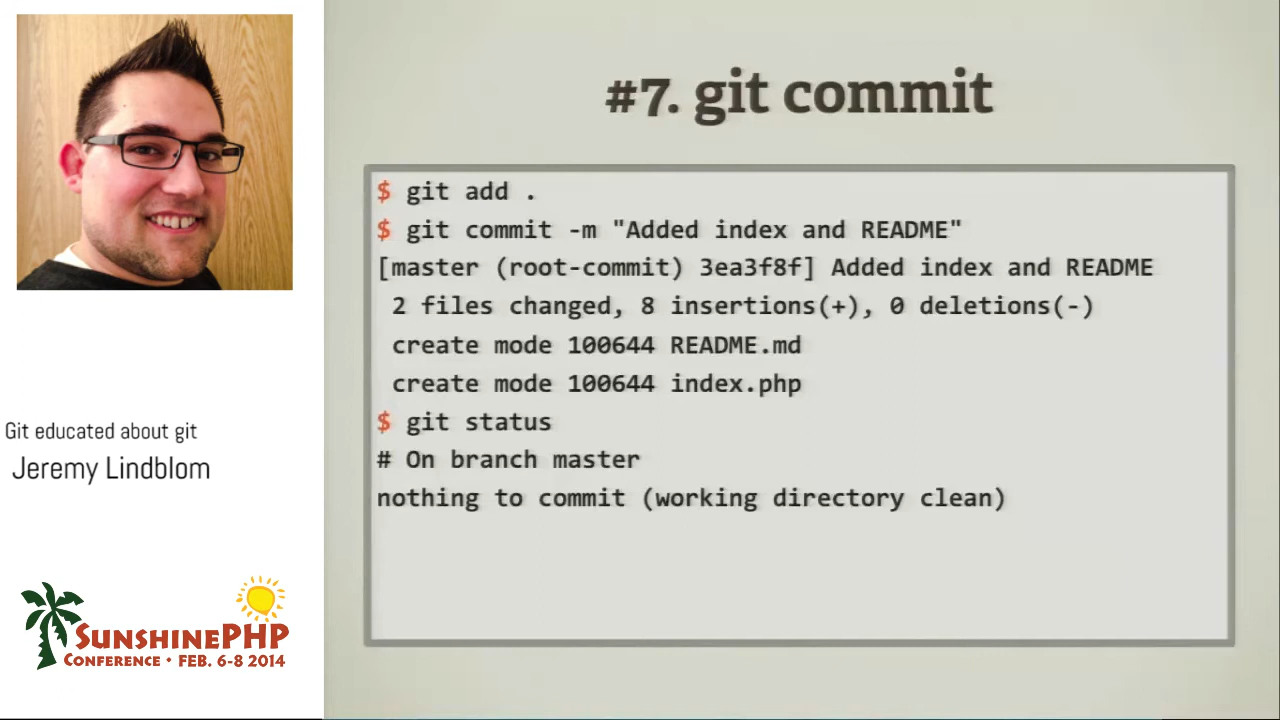 #7. git commit
$ git add .
$ git commit -m "Added index and README"
[master (root-commit) 3ea3f8f] Added index and README
2 files changed, 8 insertions(+), 0 deletions(-)
create mode 100644 README.md
create mode 100644 index.php
$ git status
# On branch master
nothing to commit (working directory clean)
Git educated about git
Jeremy Lindblom
SUNSHINEPHP
CONFERENCE • FEB. 6-8 2014